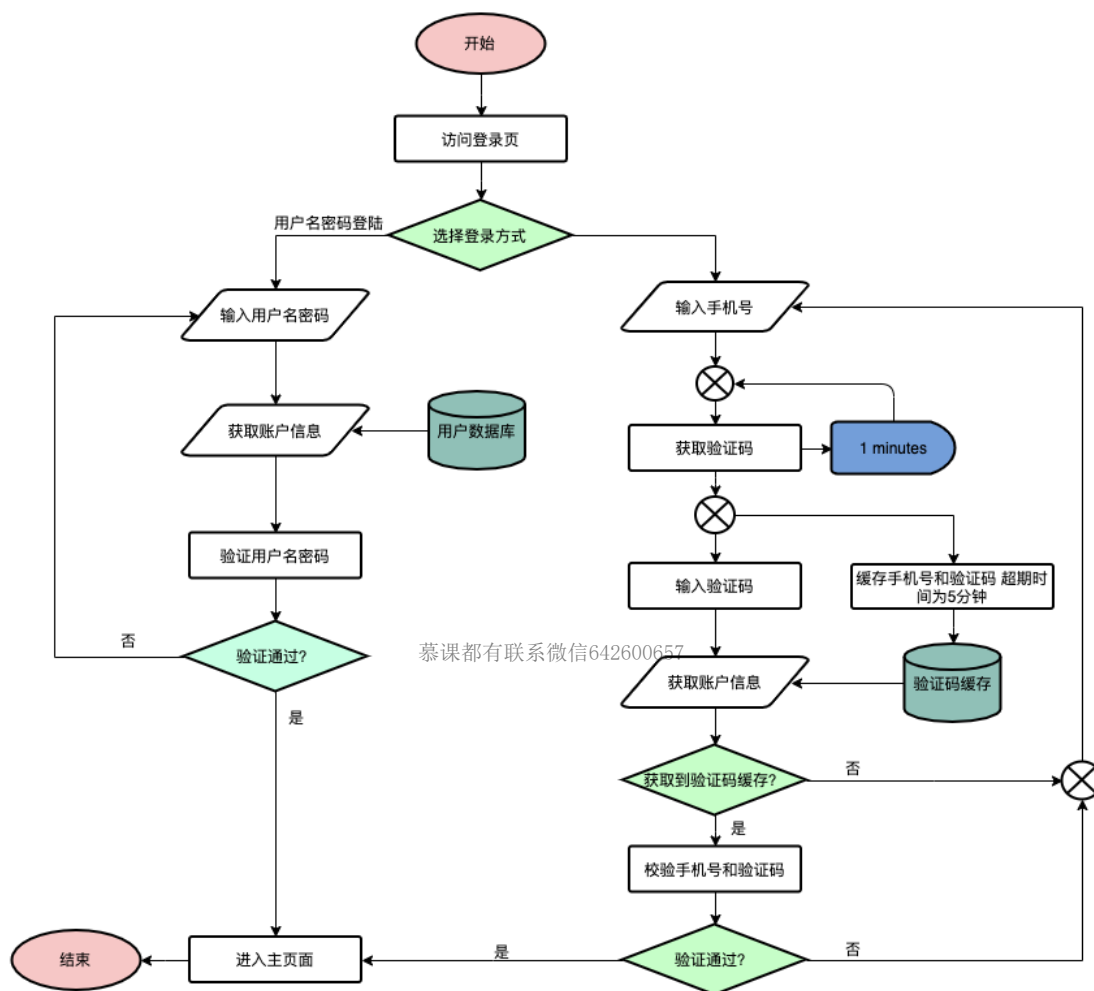 开始
访问登录页
用户名密码登陆
选择登录方式
输入用户名密码
输入手机号
获取账户信息
用户数据库
获取验证码
1 minutes
验证用户名密码
输入验证码
缓存手机号和验证码 超期时
间为5分钟
否
验证通过?
慕课都有联系微信642600657
获取账户信息
验证码缓存
是
获取到验证码缓存?
否
是
校验手机号和验证码
结束
进入主页面
是
验证通过?
否